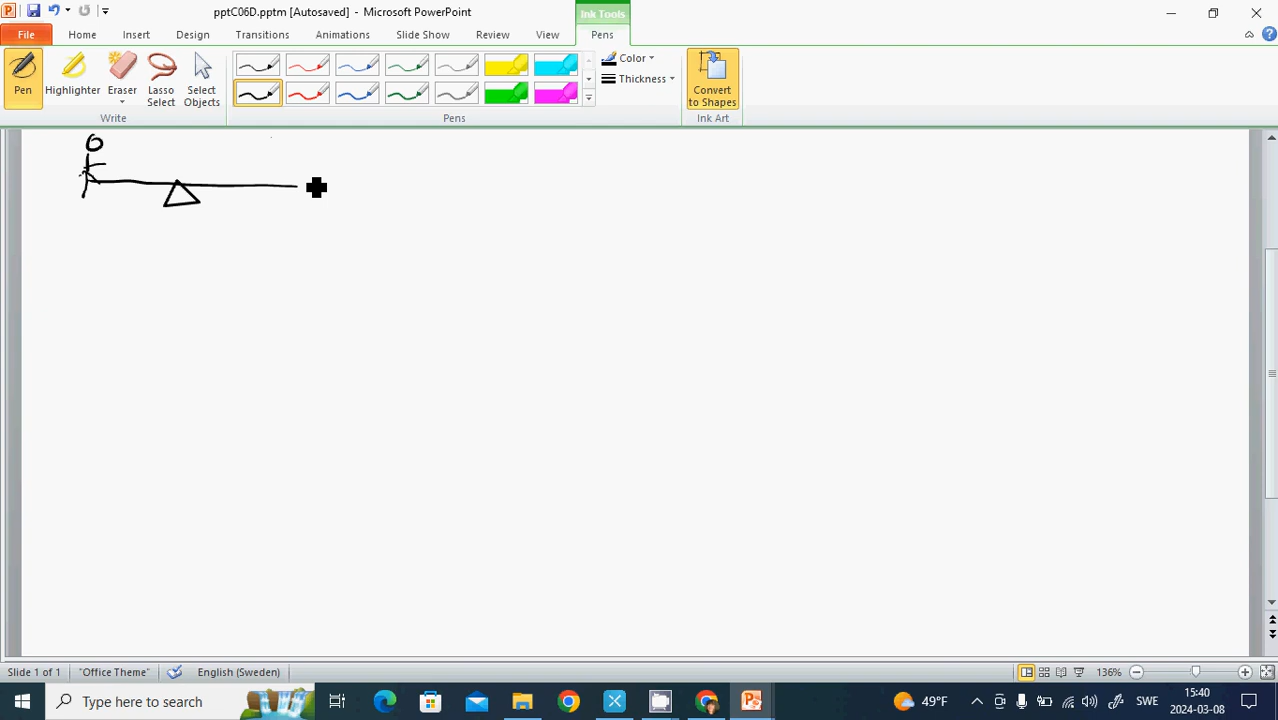 pptC06D.pptm [Autosaved] - Microsoft PowerPoint
Ink Tools
File Home Insert Design Transitions Animations Slide Show Review View Pens
Pen Highlighter Eraser Lasso Select Select Objects
Color
Thickness
Convert to Shapes
Write Pens Ink Art
Slide 1 of 1 "Office Theme" English (Sweden) 136%
Type here to search 49°F SWE 15:40
2024-03-08